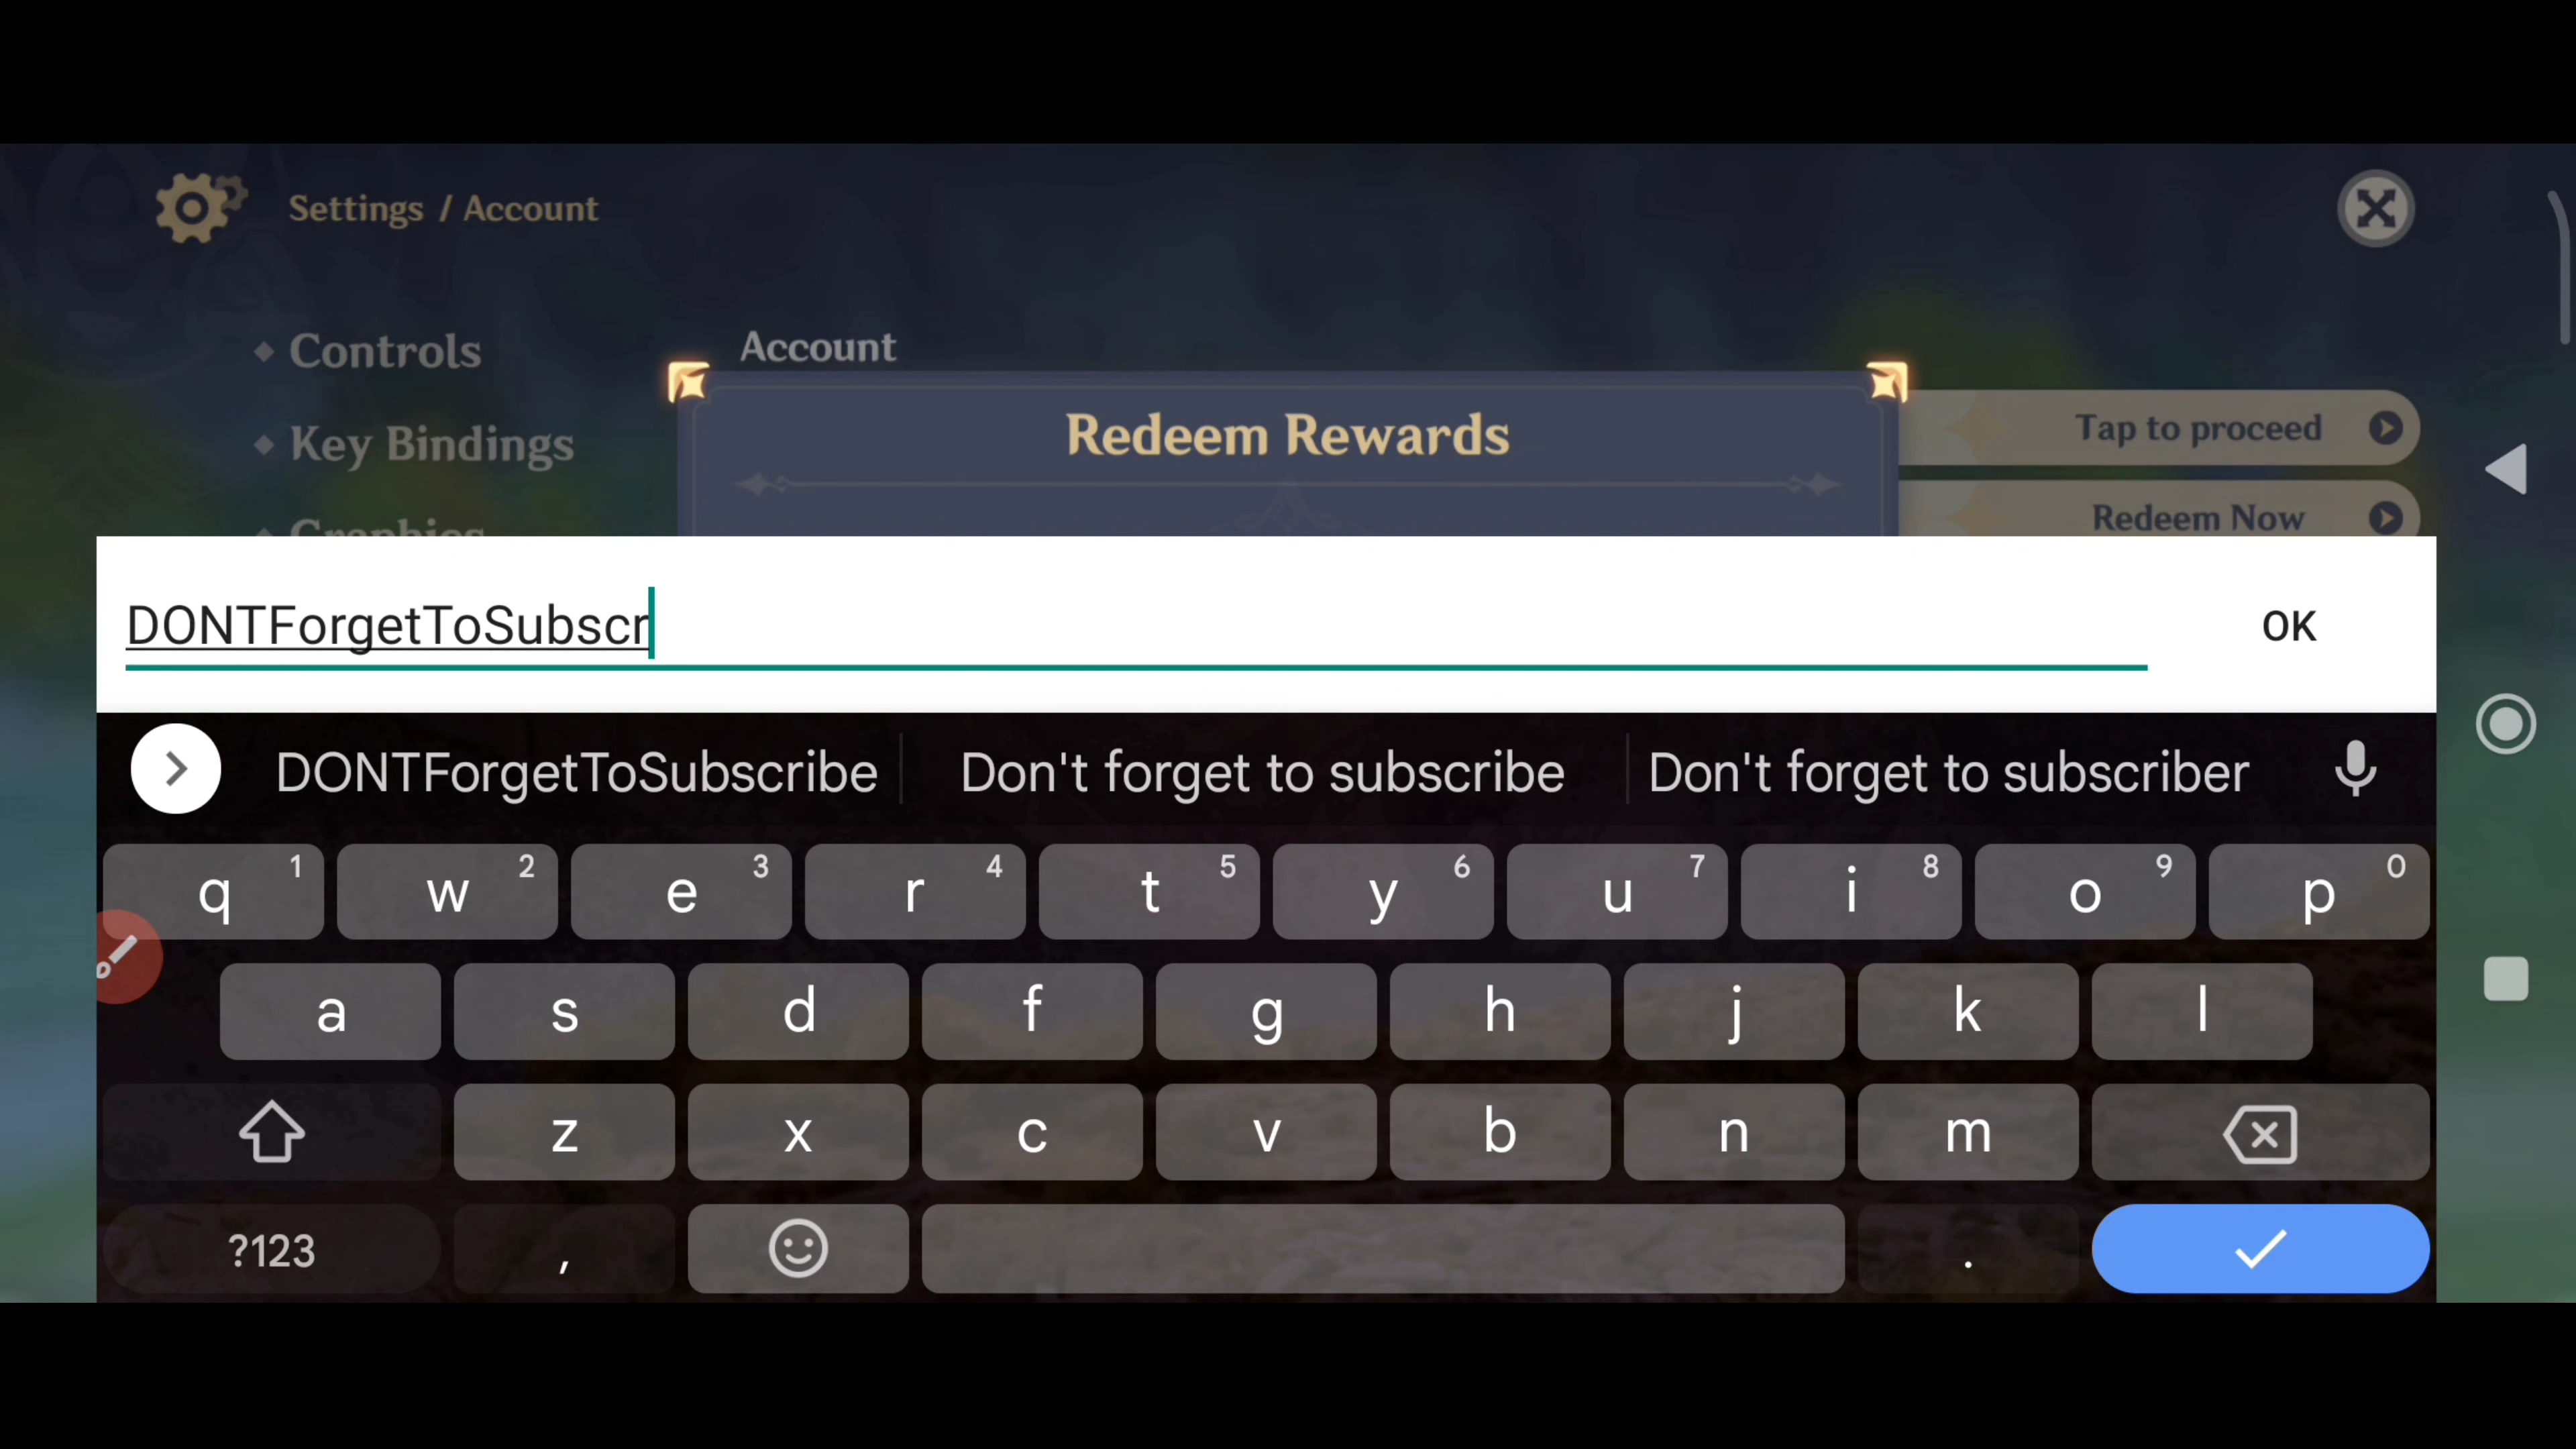 Settings / Account
Controls
Account
Key Bindings
Redeem Rewards
Tap to proceed
Graphics
Redeem Now
DONTForgetToSubscr
OK
DONTForgetToSubscribe Don't forget to subscribe Don't forget to subscriber
q 1 w 2 e 3 r 4 t 5 y 6 u 7 i 8 o 9 p 0
a s d f g h j k l
z x c v b n m
?123 , .